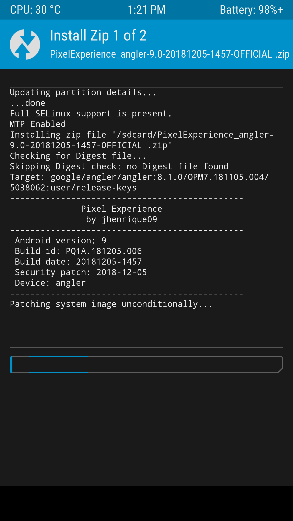 CPU: 30 °C 1:21 PM Battery: 98%+
Install Zip 1 of 2
PixelExperience_angler-9.0-20181205-1457-OFFICIAL .zip
Updating partition details...
...done
Full SELinux support is present.
MTP Enabled
Installing zip file '/sdcard/PixelExperience_angler-
9.0-20181205-1457-OFFICIAL .zip'
Checking for Digest file...
Skipping Digest check: no Digest file found
Target: google/angler/angler:8.1.0/OPM7.181105.004/
5038062:user/release-keys
----------------------------------------------
Pixel Experience
by jhenrique09
----------------------------------------------
Android version: 9
Build id: PQ1A.181205.006
Build date: 20181205-1457
Security patch: 2018-12-05
Device: angler
----------------------------------------------
Patching system image unconditionally...